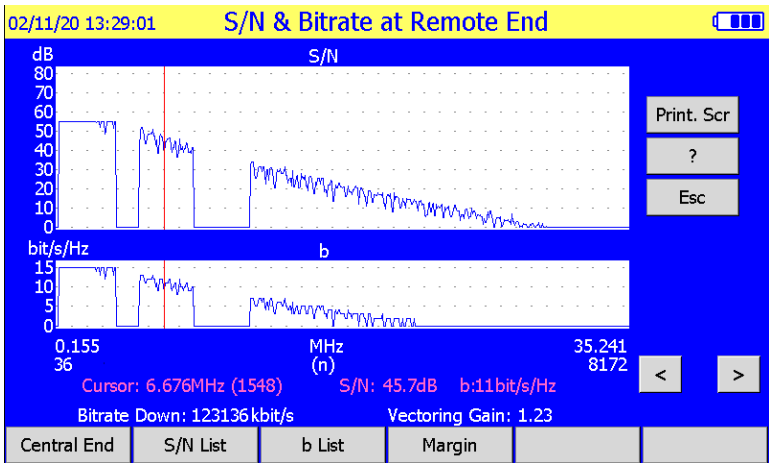 02/11/20 13:29:01 S/N & Bitrate at Remote End
dB S/N
80
70
60
50
40
30
20
10
0
bit/s/Hz b
15
10
5
0
0.155 MHz 35.241
36 (n) 8172
Cursor: 6.676MHz (1548) S/N: 45.7dB b:11bit/s/Hz
Bitrate Down: 123136kbit/s Vectoring Gain: 1.23
Print. Scr
?
Esc
< >
Central End S/N List b List Margin